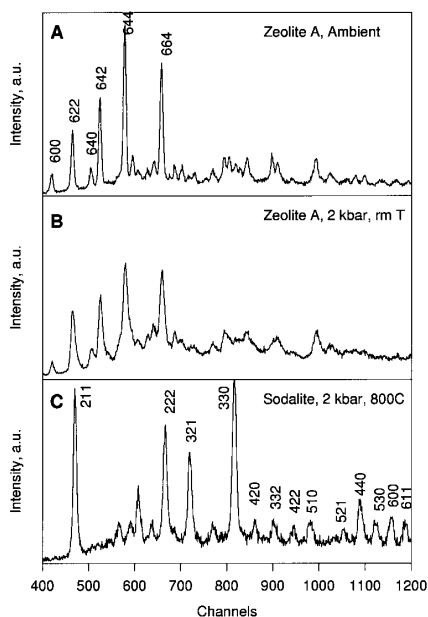 A
Zeolite A, Ambient
Intensity, a.u.
600
622
640
642
644
664
B
Zeolite A, 2 kbar, rm T
Intensity, a.u.
C
Sodalite, 2 kbar, 800C
Intensity, a.u.
211
222
321
330
420
332
422
510
521
440
530
600
611
400 500 600 700 800 900 1000 1100 1200
Channels